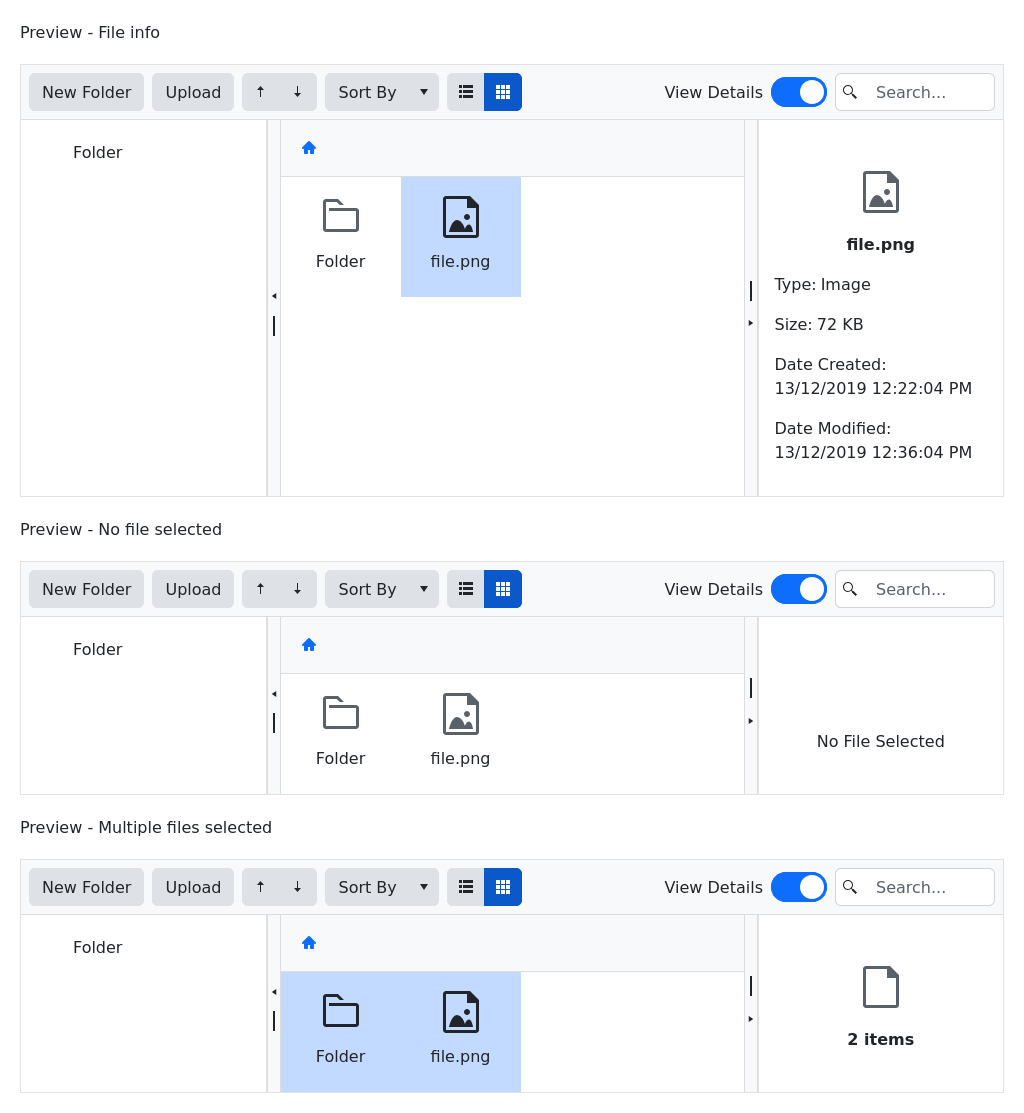 Preview - File info
New Folder Upload Sort By View Details Search...
Folder
Folder file.png
file.png
Type: Image
Size: 72 KB
Date Created:
13/12/2019 12:22:04 PM
Date Modified:
13/12/2019 12:36:04 PM
Preview - No file selected
New Folder Upload Sort By View Details Search...
Folder
Folder file.png
No File Selected
Preview - Multiple files selected
New Folder Upload Sort By View Details Search...
Folder
Folder file.png
2 items